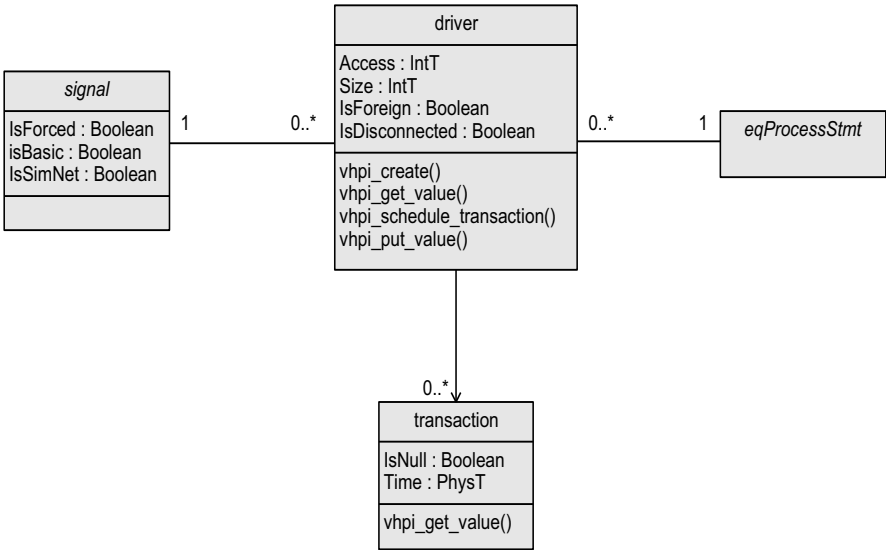 driver
Access : IntT
Size : IntT
IsForeign : Boolean
IsDisconnected : Boolean
vhpi_create()
vhpi_get_value()
vhpi_schedule_transaction()
vhpi_put_value()
signal
IsForced : Boolean
isBasic : Boolean
IsSimNet : Boolean
1
0..*
0..*
1
eqProcessStmt
0..*
transaction
IsNull : Boolean
Time : PhysT
vhpi_get_value()